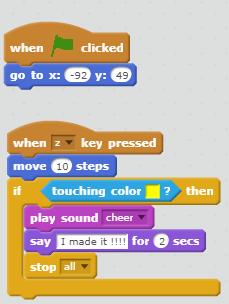 when clicked
go to x: -92 y: 49
when z key pressed
move 10 steps
if touching color ? then
play sound cheer
say I made it !!!! for 2 secs
stop all